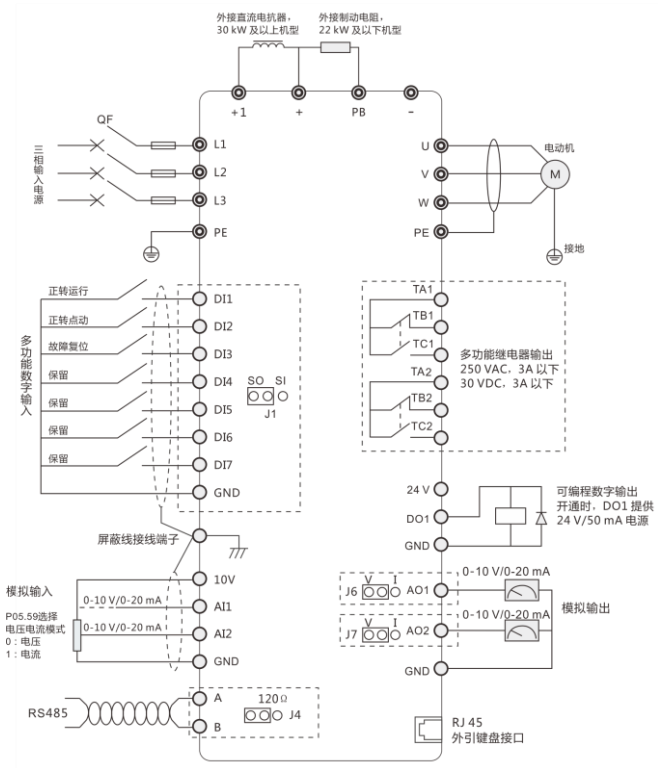 外接直流电抗器，
30 kW 及以上机型
外接制动电阻，
22 kW 及以下机型
+1
+
PB
-
QF
三相输入电源
L1
L2
L3
PE
U
V
W
PE
电动机
M
接地
多功能数字输入
正转运行
正转点动
故障复位
保留
保留
保留
保留
DI1
DI2
DI3
DI4
DI5
DI6
DI7
GND
SO SI
J1
TA1
TB1
TC1
TA2
TB2
TC2
多功能继电器输出
250 VAC，3A 以下
30 VDC，3A 以下
24 V
DO1
GND
可编程数字输出
开通时，DO1 提供
24 V/50 mA 电源
屏蔽线接线端子
模拟输入
P05.59选择
电压电流模式
0：电压
1：电流
0-10 V/0-20 mA
0-10 V/0-20 mA
10V
AI1
AI2
GND
V I
J6
AO1
0-10 V/0-20 mA
V I
J7
AO2
0-10 V/0-20 mA
模拟输出
GND
RS485
A
B
120Ω
J4
RJ 45
外引键盘接口